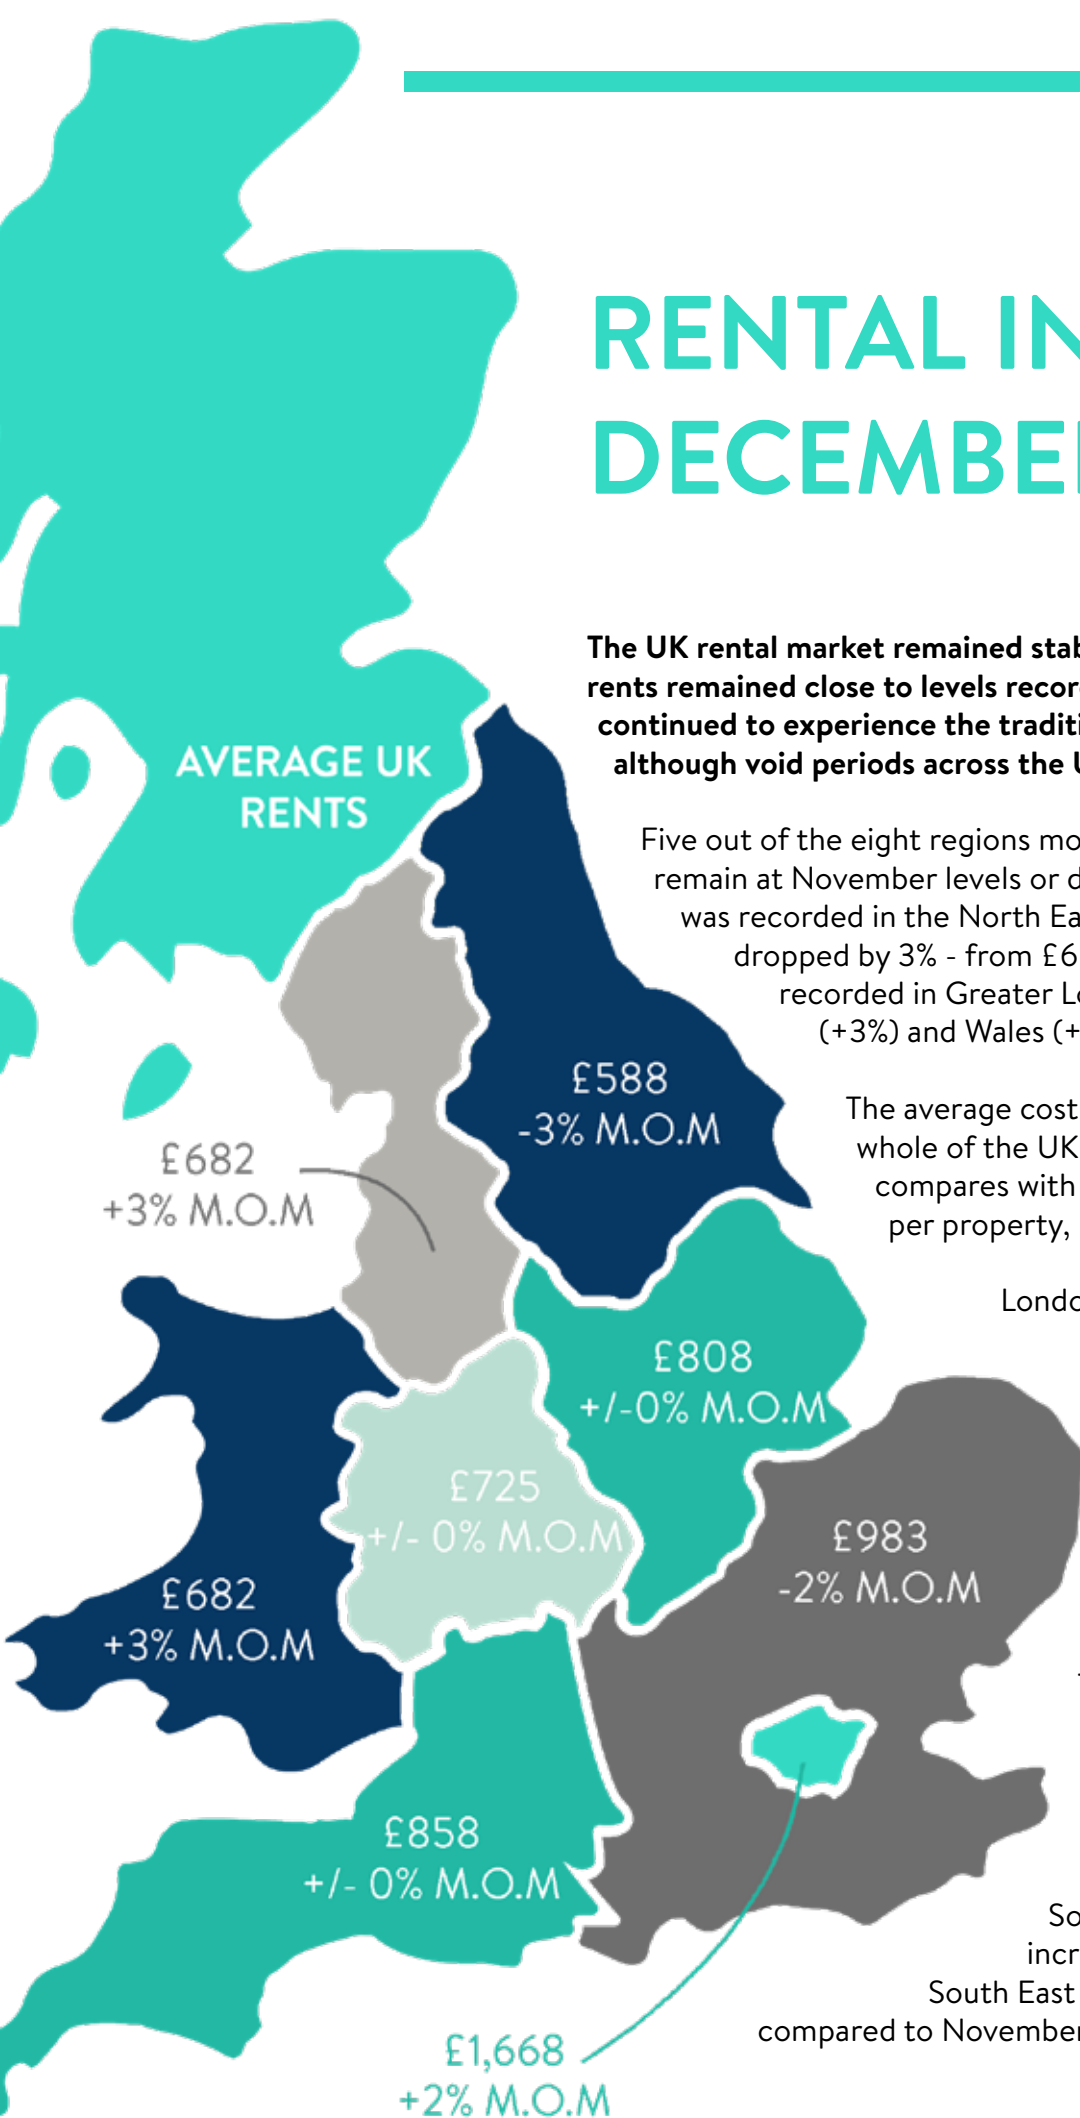 RENTAL IN
DECEMBE
The UK rental market remained stab
rents remained close to levels recor
continued to experience the traditi
although void periods across the U
AVERAGE UK
RENTS
Five out of the eight regions mo
remain at November levels or d
was recorded in the North Ea
dropped by 3% - from £6
recorded in Greater Lo
(+3%) and Wales (+
£588
-3% M.O.M
The average cost
whole of the UK
compares with
per property,
£682
+3% M.O.M
Londo
£808
+/-0% M.O.M
£725
+/- 0% M.O.M
£983
-2% M.O.M
£682
+3% M.O.M
£858
+/- 0% M.O.M
So
incr
South East
compared to November
£1,668
+2% M.O.M